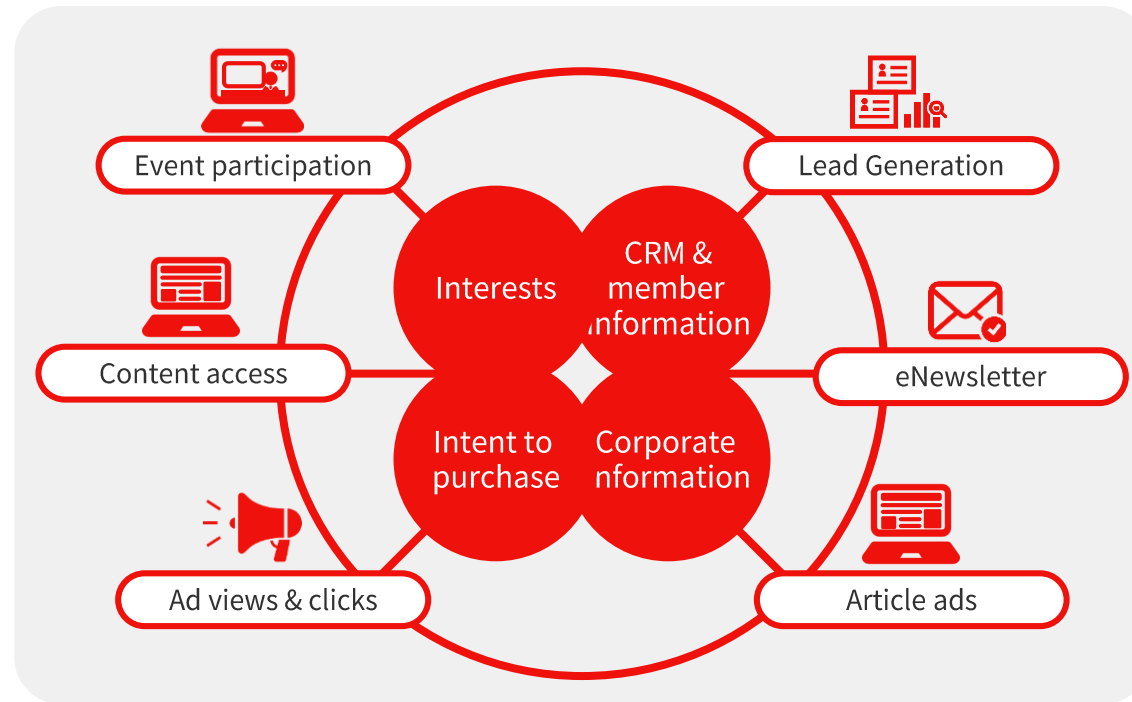 Event participation
Lead Generation
Interests
CRM &
member
information
Content access
eNewsletter
Intent to
purchase
Corporate
nformation
Ad views & clicks
Article ads